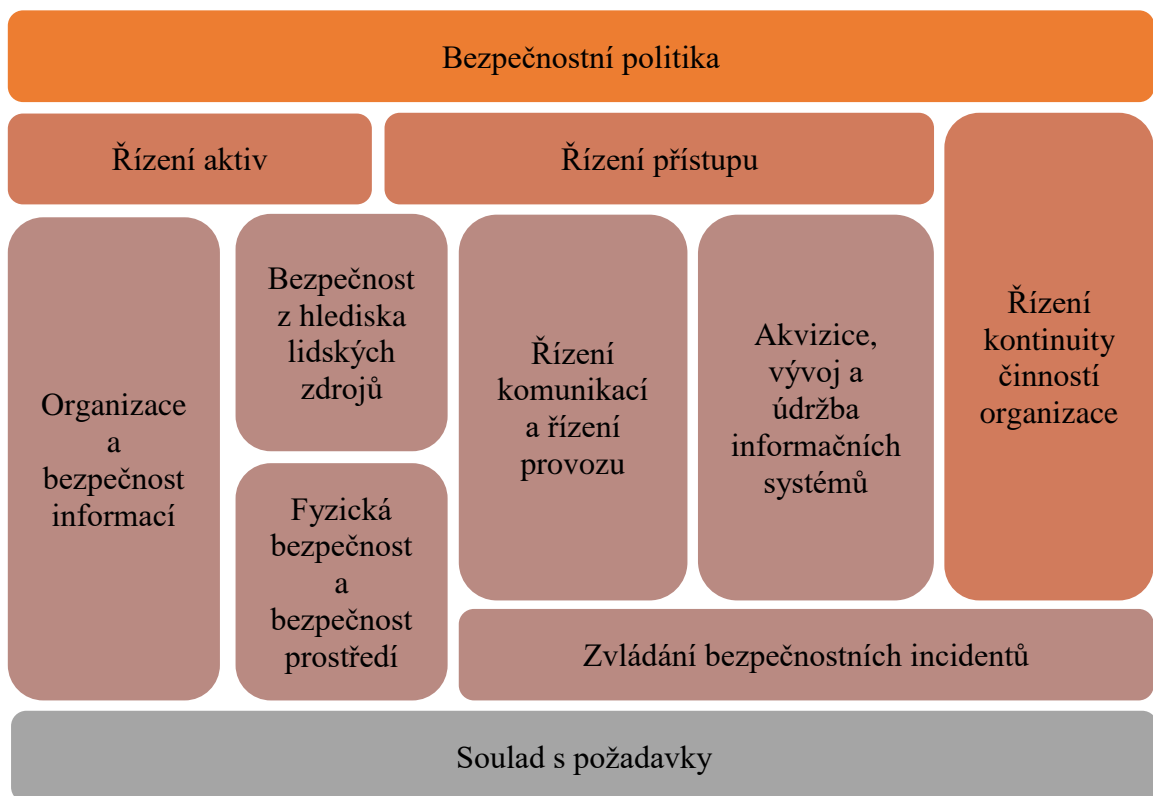 Bezpečnostní politika
Řízení aktiv
Řízení přístupu
Organizace
a
bezpečnost
informací
Bezpečnost
z hlediska
lidských
zdrojů
Fyzická
bezpečnost
a
bezpečnost
prostředí
Řízení
komunikací
a řízení
provozu
Akvizice,
vývoj a
údržba
informačních
systémů
Řízení
kontinuity
činností
organizace
Zvládání bezpečnostních incidentů
Soulad s požadavky